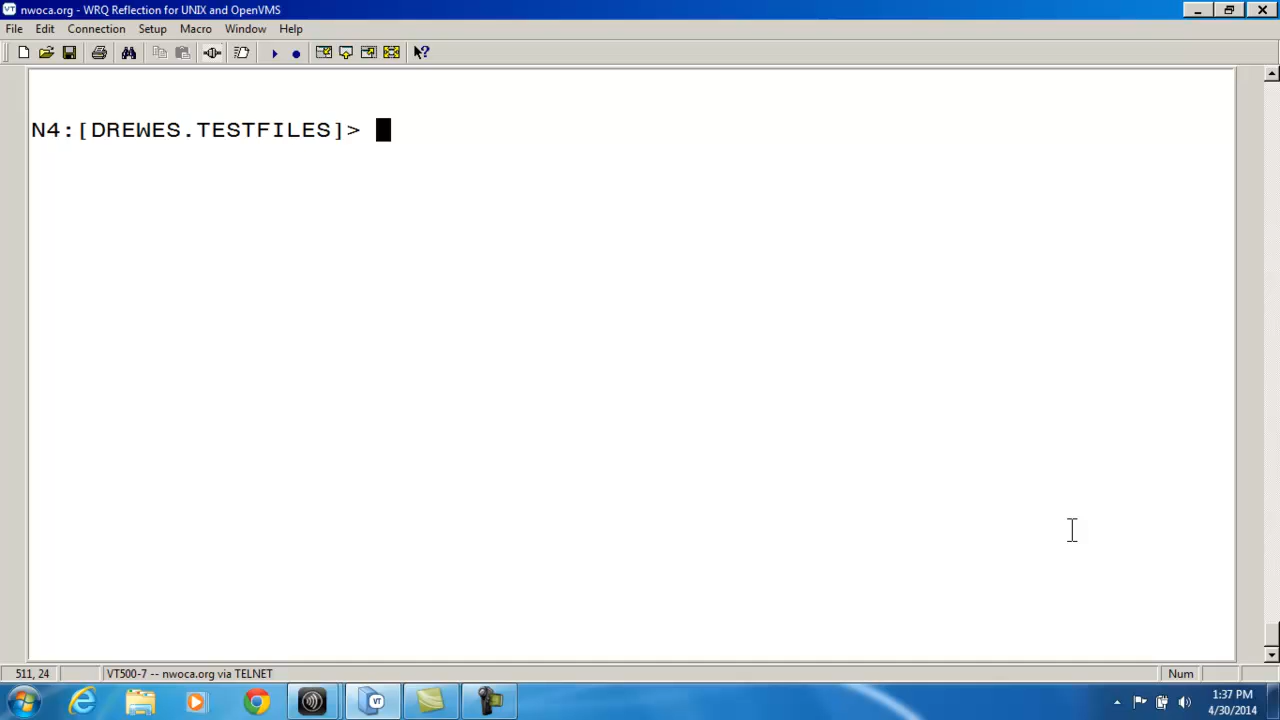 nwoca.org - WRQ Reflection for UNIX and OpenVMS
File Edit Connection Setup Macro Window Help
N4:[DREWES.TESTFILES]>
511, 24 VT500-7 -- nwoca.org via TELNET Num
1:37 PM
4/30/2014